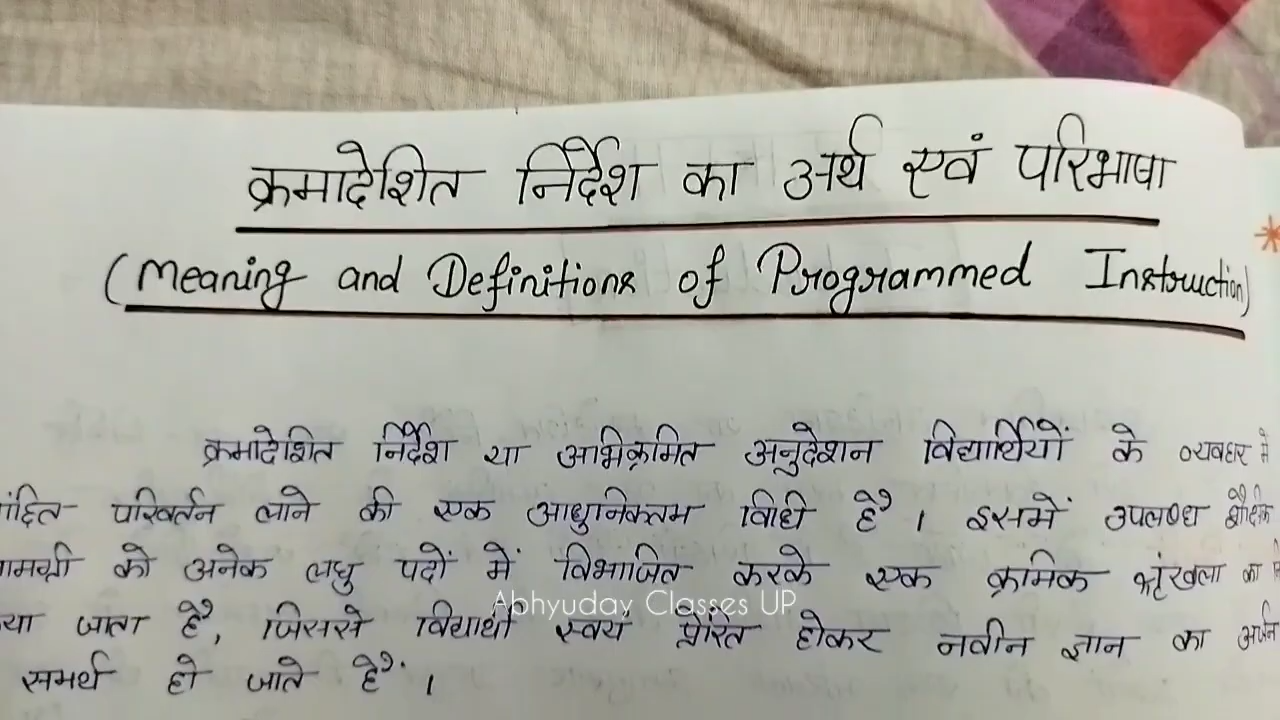 क्रमादेशित निर्देश का अर्थ एवं परिभाषा
(Meaning and Definitions of Programmed Instruction)
क्रमादेशित निर्देश या अभिक्रमित अनुदेशन विद्यार्थियों के व्यवहार मे
परिवर्तन लाने की एक आधुनिकतम विधि है । इसमें उपलब्ध
को अनेक लघु पदों में विभाजित करके एक क्रमिक श्रृंखला का
Abhyuday Classes UP
जाता है, जिससे विद्यार्थी स्वयं प्रेरित होकर नवीन ज्ञान का अर्जन
समर्थ हो जाते है ।